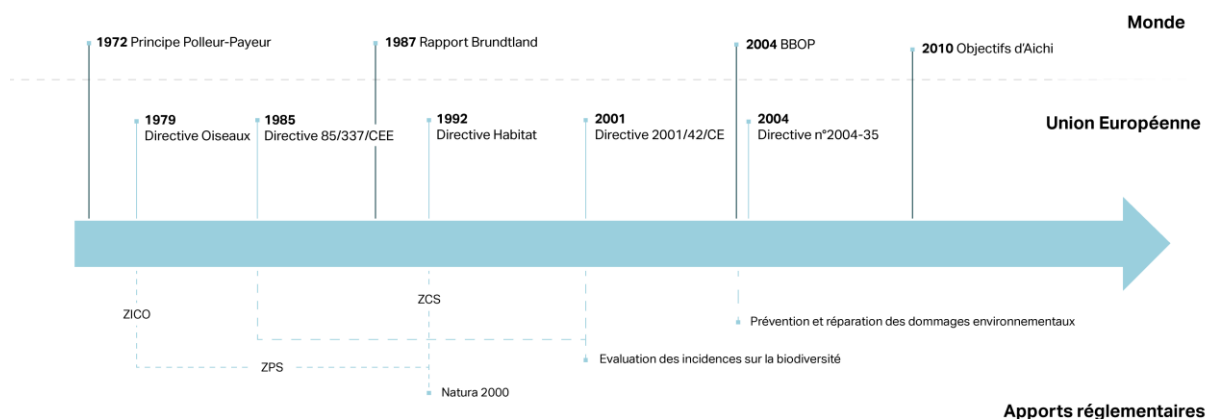 Monde
1972 Principe Polleur-Payeur
1987 Rapport Brundtland
2004 BBOP
2010 Objectifs d'Aichi
Union Européenne
1979
Directive Oiseaux
1985
Directive 85/337/CEE
1992
Directive Habitat
2001
Directive 2001/42/CE
2004
Directive n°2004-35
ZICO
ZCS
Prévention et réparation des dommages environnementaux
ZPS
Evaluation des incidences sur la biodiversité
Natura 2000
Apports réglementaires